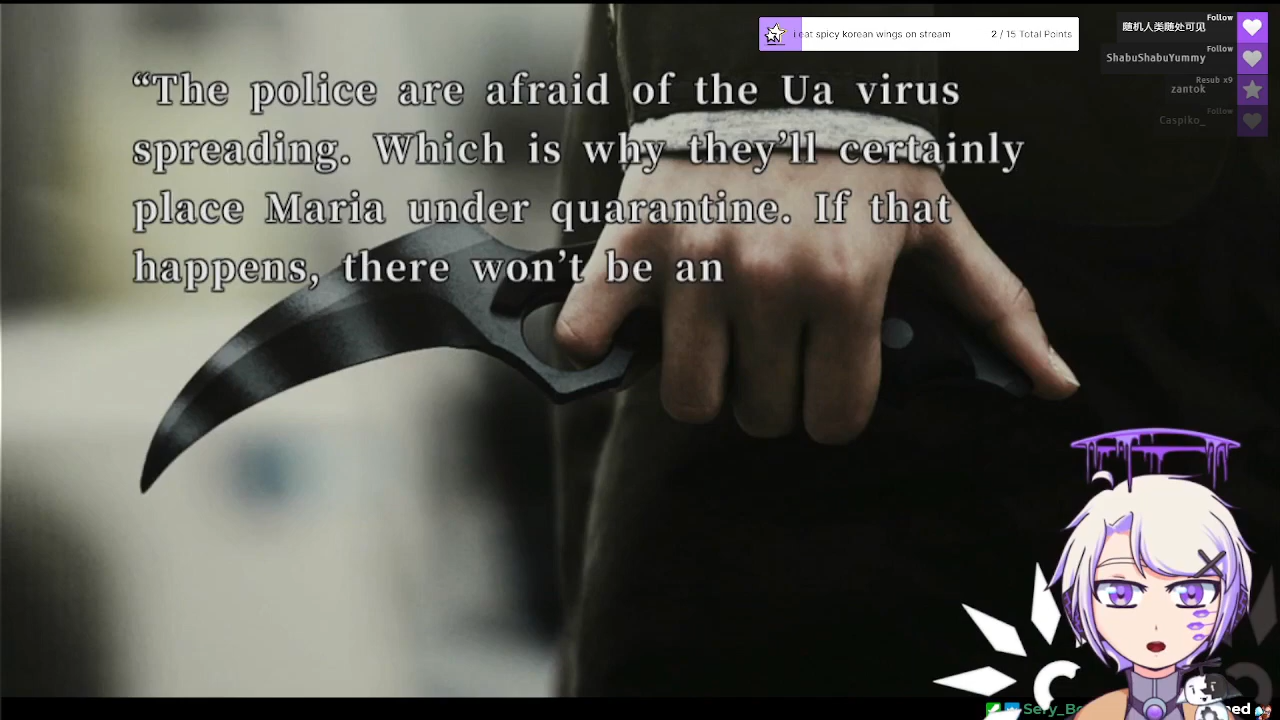 i eat spicy korean wings on stream 2 / 15 Total Points
Follow
随机人类随处可见
Follow
ShabuShabuYummy
Resub x9
zantok
Follow
Caspiko_
“The police are afraid of the Ua virus
spreading. Which is why they’ll certainly
place Maria under quarantine. If that
happens, there won’t be an